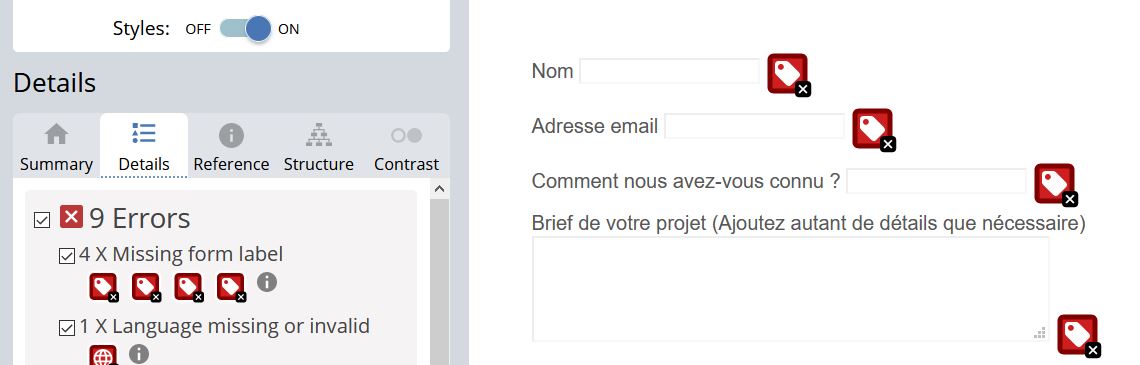 Styles: OFF ON
Details
Summary Details Reference Structure Contrast
9 Errors
4 X Missing form label
1 X Language missing or invalid
Nom
Adresse email
Comment nous avez-vous connu ?
Brief de votre projet (Ajoutez autant de détails que nécessaire)